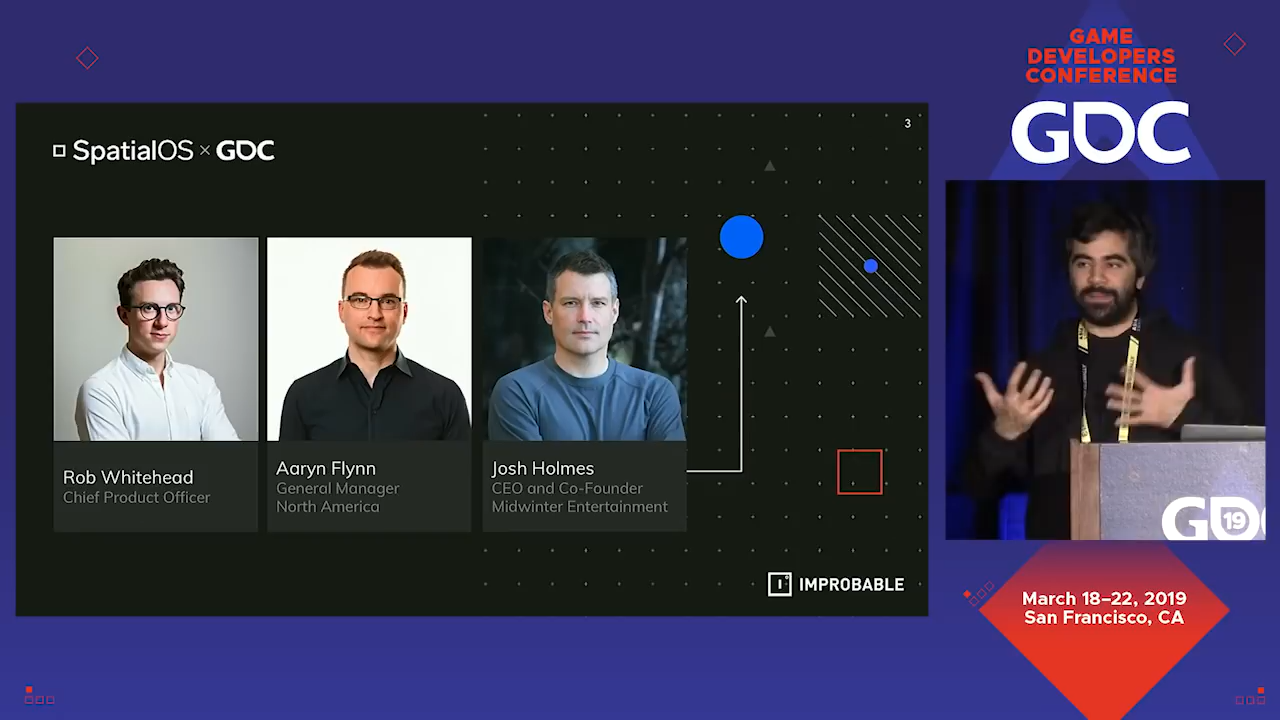 GAME
DEVELOPERS
CONFERENCE
GDC
3
SpatialOS × GDC
Rob Whitehead
Chief Product Officer
Aaryn Flynn
General Manager
North America
Josh Holmes
CEO and Co-Founder
Midwinter Entertainment
IMPROBABLE
GDC
19
March 18–22, 2019
San Francisco, CA